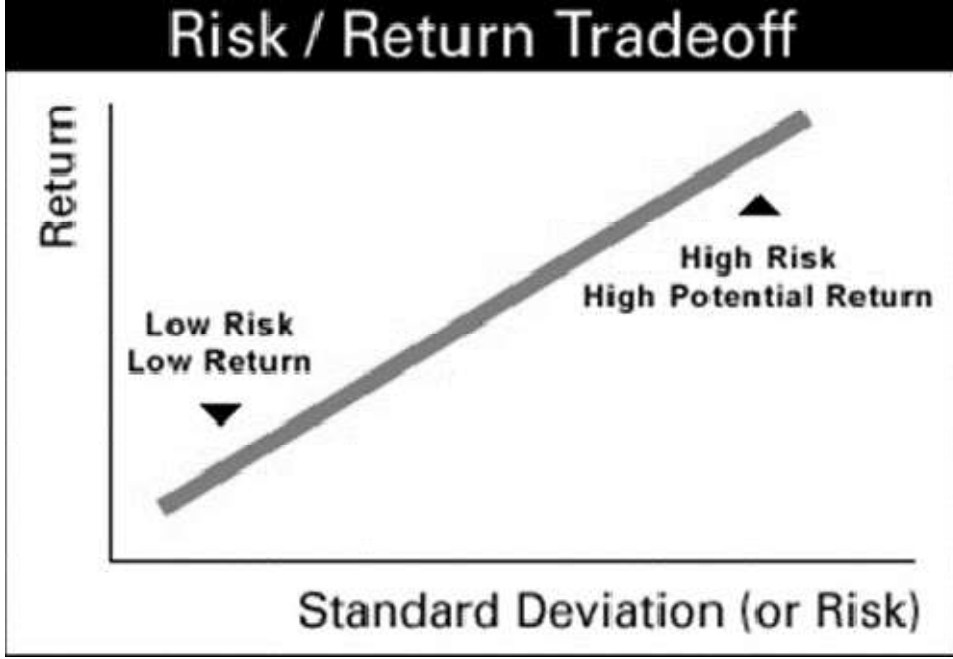 Risk / Return Tradeoff
Return
Low Risk
Low Return
High Risk
High Potential Return
Standard Deviation (or Risk)